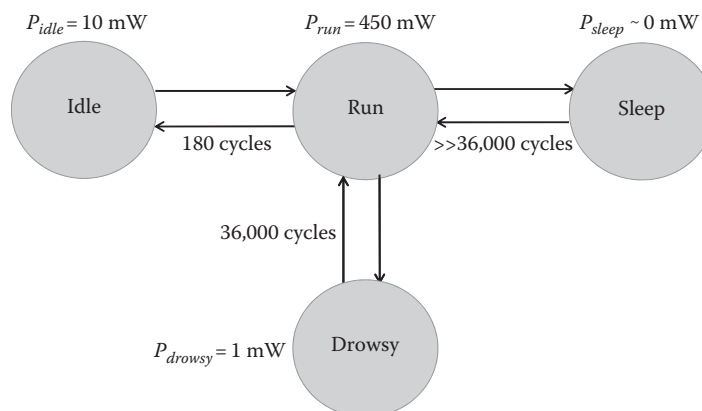 P_idle = 10 mW
P_run = 450 mW
P_sleep ~ 0 mW
Idle
Run
Sleep
180 cycles
>>36,000 cycles
36,000 cycles
P_drowsy = 1 mW
Drowsy